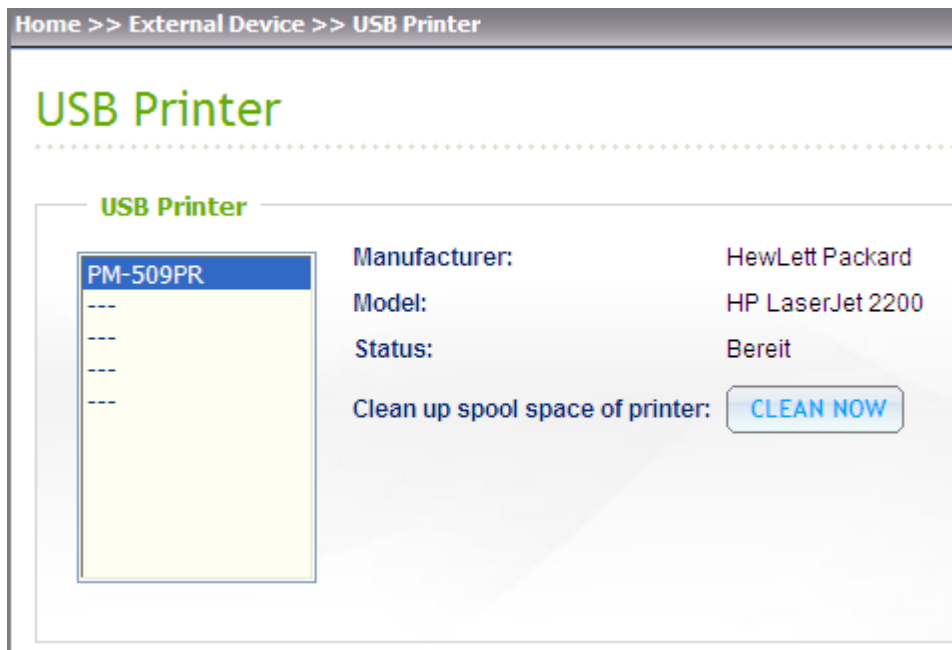 Home >> External Device >> USB Printer
USB Printer
USB Printer
PM-509PR
---
---
---
---
Manufacturer: HewLett Packard
Model: HP LaserJet 2200
Status: Bereit
Clean up spool space of printer: CLEAN NOW